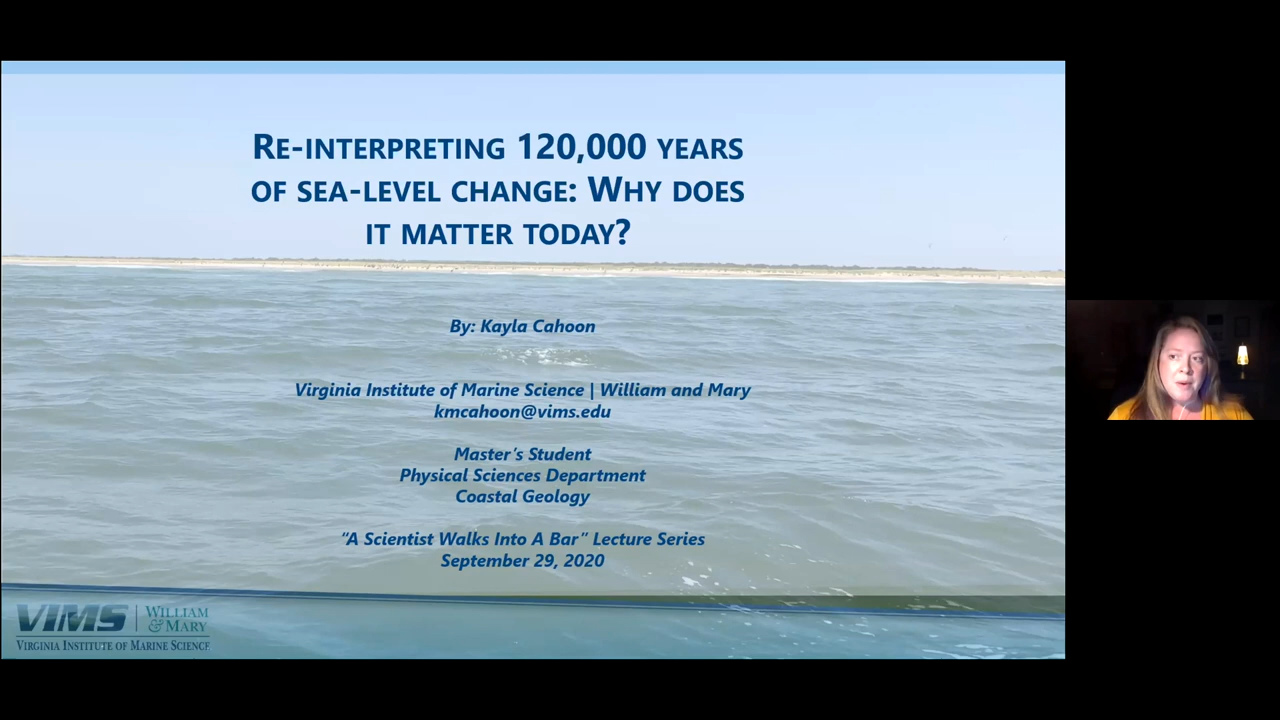 RE-INTERPRETING 120,000 YEARS
OF SEA-LEVEL CHANGE: WHY DOES
IT MATTER TODAY?
By: Kayla Cahoon
Virginia Institute of Marine Science | William and Mary
kmcahoon@vims.edu
Master's Student
Physical Sciences Department
Coastal Geology
"A Scientist Walks Into A Bar" Lecture Series
September 29, 2020
VIMS | WILLIAM
& MARY
VIRGINIA INSTITUTE OF MARINE SCIENCE